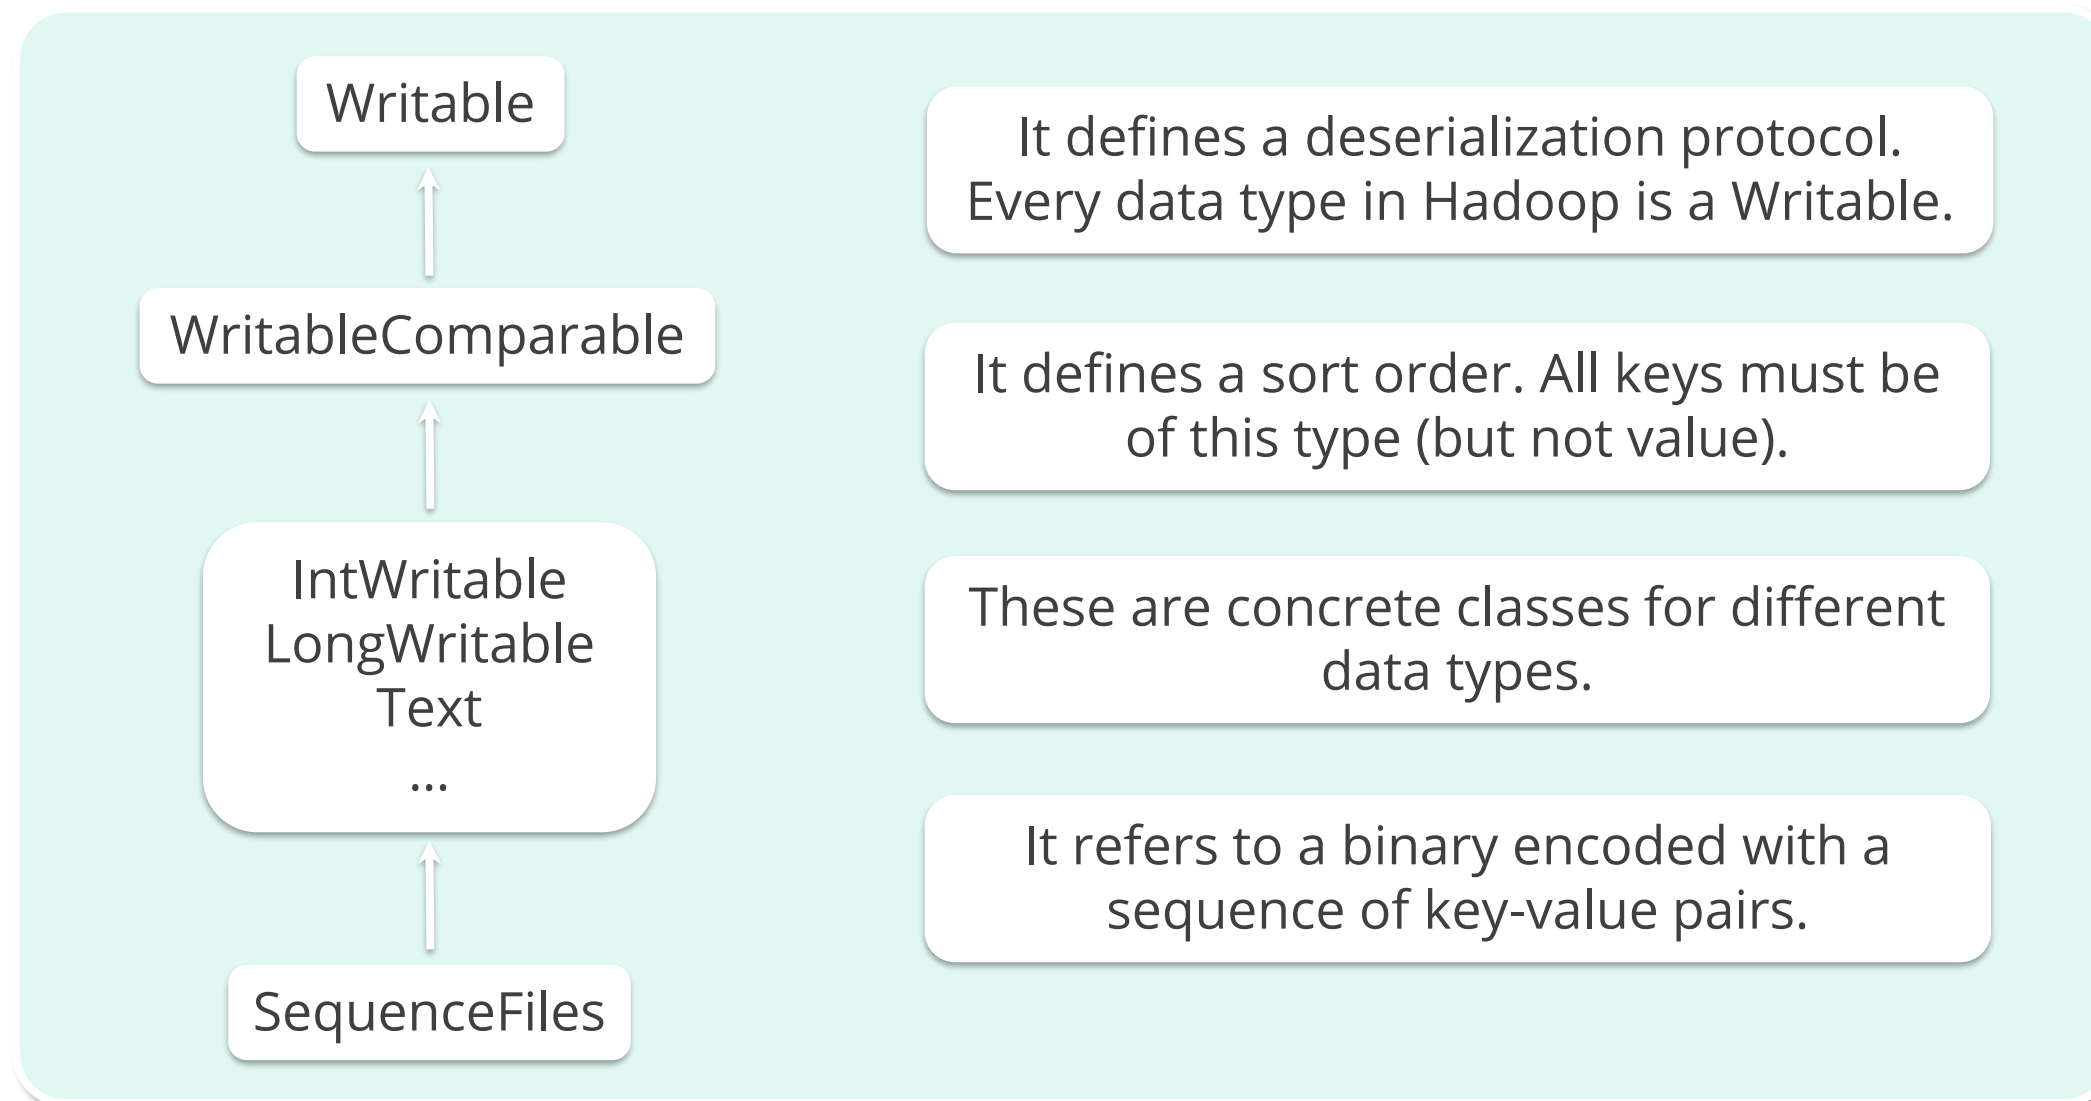 Writable
It defines a deserialization protocol.
Every data type in Hadoop is a Writable.
WritableComparable
It defines a sort order. All keys must be
of this type (but not value).
IntWritable
LongWritable
Text
...
These are concrete classes for different
data types.
It refers to a binary encoded with a
sequence of key-value pairs.
SequenceFiles